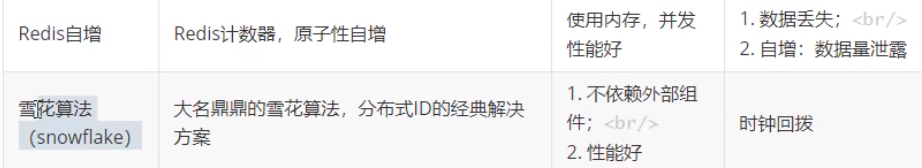 Redis自增
Redis计数器，原子性自增
使用内存，并发
性能好
1. 数据丢失；<br/>
2. 自增：数据量泄露
雪花算法
（snowflake）
大名鼎鼎的雪花算法，分布式ID的经典解决
方案
1. 不依赖外部组
件；<br/>
2. 性能好
时钟回拨